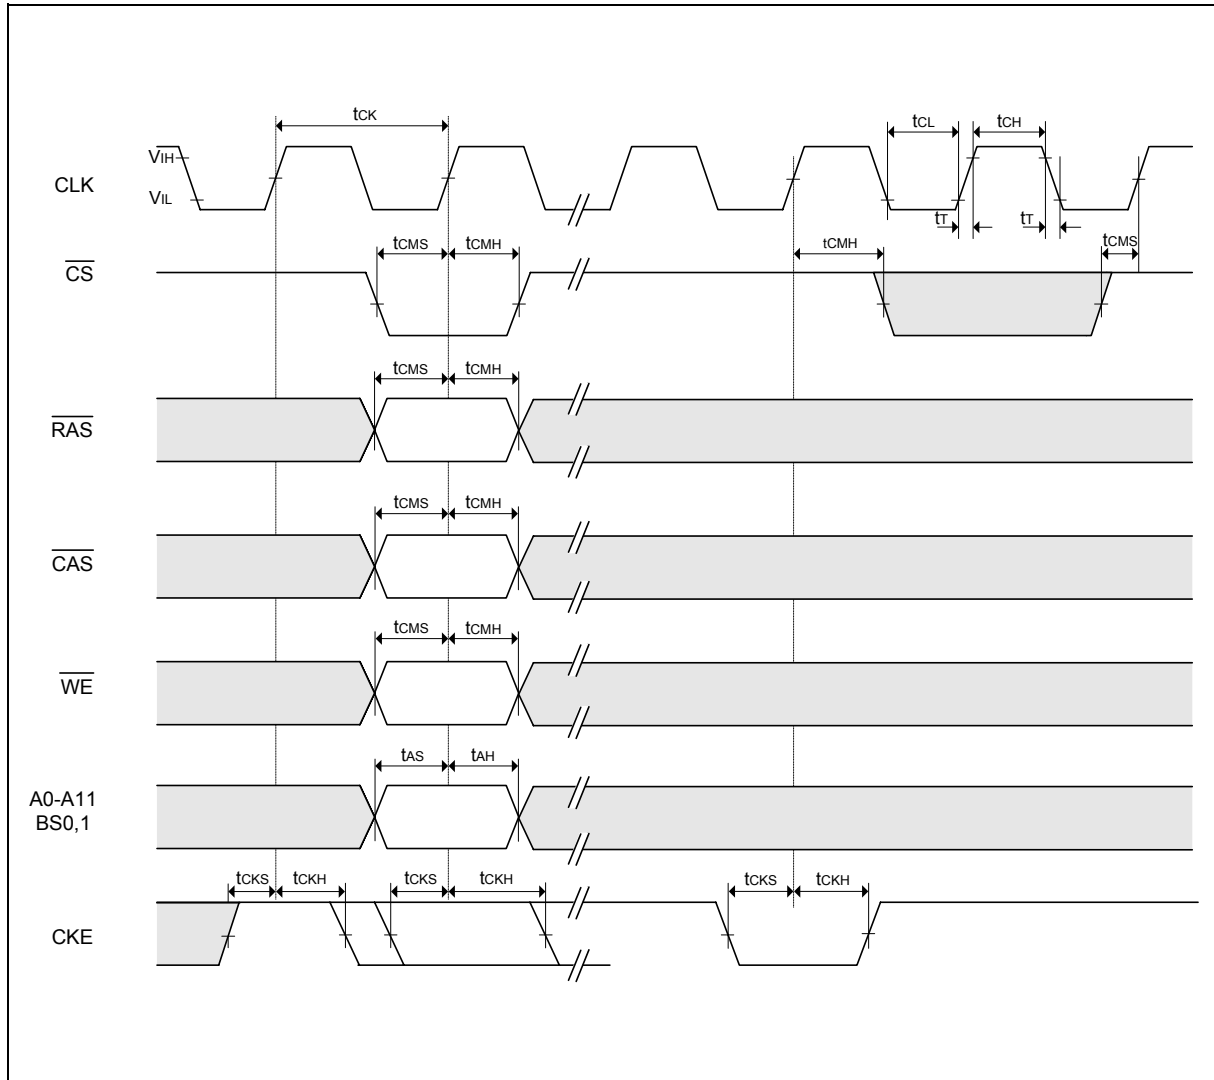 tCK
tCL
tCH
VIH
CLK
VIL
tT
tT
tCMS
tCMH
tCMH
tCMS
CS
tCMS
tCMH
RAS
tCMS
tCMH
CAS
tCMS
tCMH
WE
tAS
tAH
A0-A11
BS0,1
tCKS
tCKH
tCKS
tCKH
tCKS
tCKH
CKE